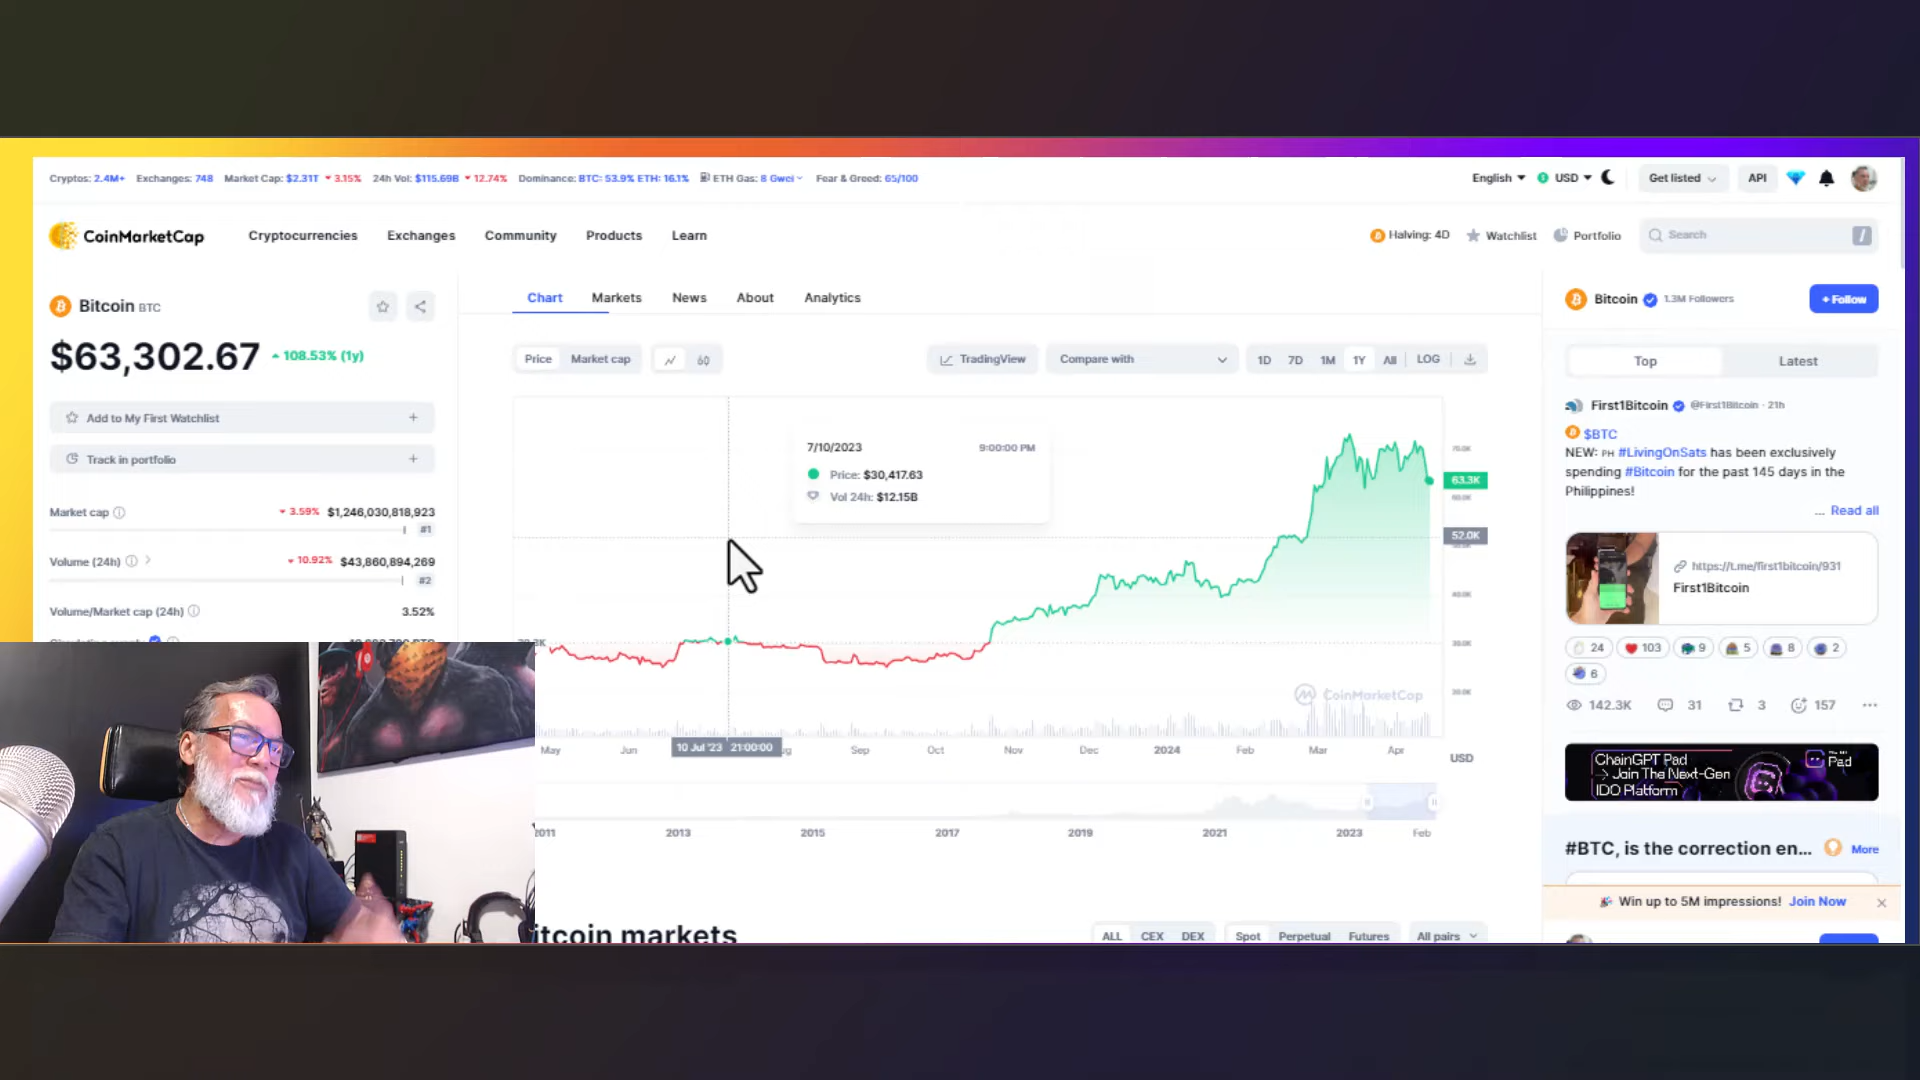 Cryptos: 2.4M+ Exchanges: 748 Market Cap: $2.31T 3.15% 24h Vol: $115.69B 12.74% Dominance: BTC: 53.9% ETH: 16.1% ETH Gas: 8 Gwei Fear & Greed: 65/100
English USD Get listed API
CoinMarketCap Cryptocurrencies Exchanges Community Products Learn
Halving: 4D Watchlist Portfolio Search /
Bitcoin BTC
$63,302.67 108.53% (1y)
Add to My First Watchlist +
Track in portfolio +
Market cap 3.59% $1,246,030,818,923
#1
Volume (24h) 10.92% $43,860,894,269
#2
Volume/Market cap (24h) 3.52%
Chart Markets News About Analytics
Price Market cap TradingView Compare with 1D 7D 1M 1Y All LOG
7/10/2023 9:00:00 PM
Price: $30,417.63
Vol 24h: $12.15B
70.0K
63.3K
60.0K
52.0K
40.0K
30.0K
20.0K
CoinMarketCap
May Jun 10 Jul '23 21:00:00 Sep Oct Nov Dec 2024 Feb Mar Apr
USD
2011 2013 2015 2017 2019 2021 2023 Feb
itcoin markets
ALL CEX DEX Spot Perpetual Futures All pairs
Bitcoin 1.3M Followers + Follow
Top Latest
First1Bitcoin @First1Bitcoin · 21h
$BTC
NEW: PH #LivingOnSats has been exclusively
spending #Bitcoin for the past 145 days in the
Philippines!
... Read all
https://t.me/first1bitcoin/931
First1Bitcoin
24 103 9 5 8 2
6
142.3K 31 3 157
ChainGPT Pad
→ Join The Next-Gen
IDO Platform
Pad
#BTC, is the correction en... More
Win up to 5M impressions! Join Now